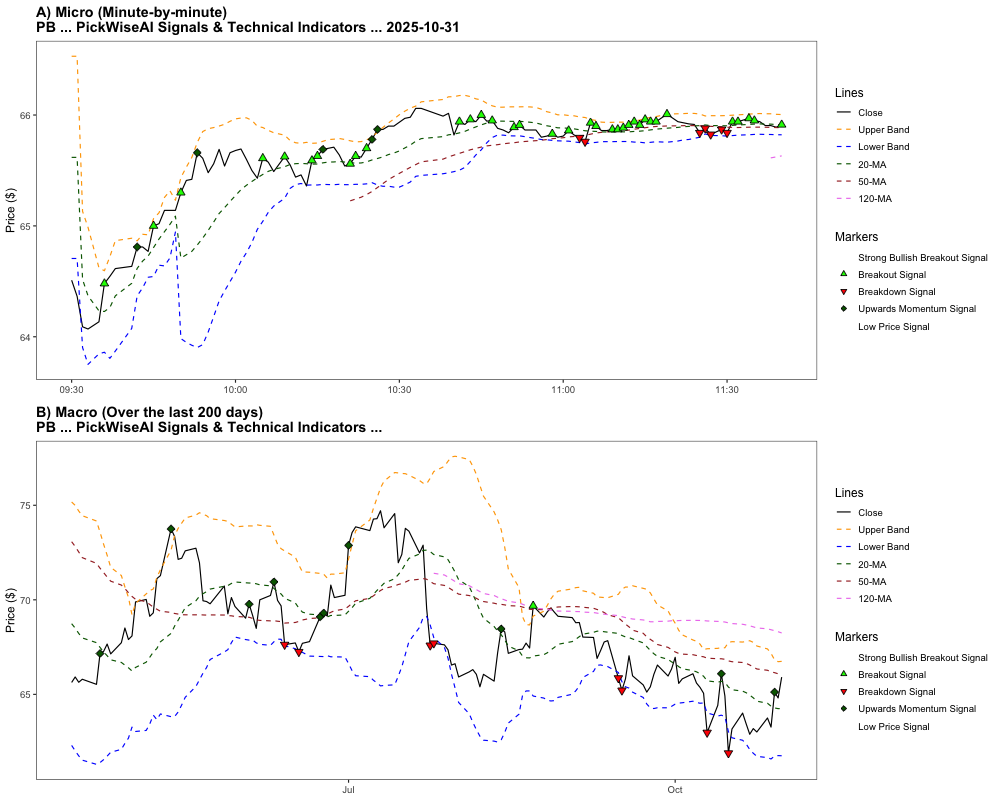 A) Micro (Minute-by-minute)
PB ... PickWiseAI Signals & Technical Indicators ... 2025-10-31
Price ($)
66
65
64
09:30
10:00
10:30
11:00
11:30
Lines
Close
Upper Band
Lower Band
20-MA
50-MA
120-MA
Markers
Strong Bullish Breakout Signal
Breakout Signal
Breakdown Signal
Upwards Momentum Signal
Low Price Signal
B) Macro (Over the last 200 days)
PB ... PickWiseAI Signals & Technical Indicators ...
Price ($)
75
70
65
Jul
Oct
Lines
Close
Upper Band
Lower Band
20-MA
50-MA
120-MA
Markers
Strong Bullish Breakout Signal
Breakout Signal
Breakdown Signal
Upwards Momentum Signal
Low Price Signal